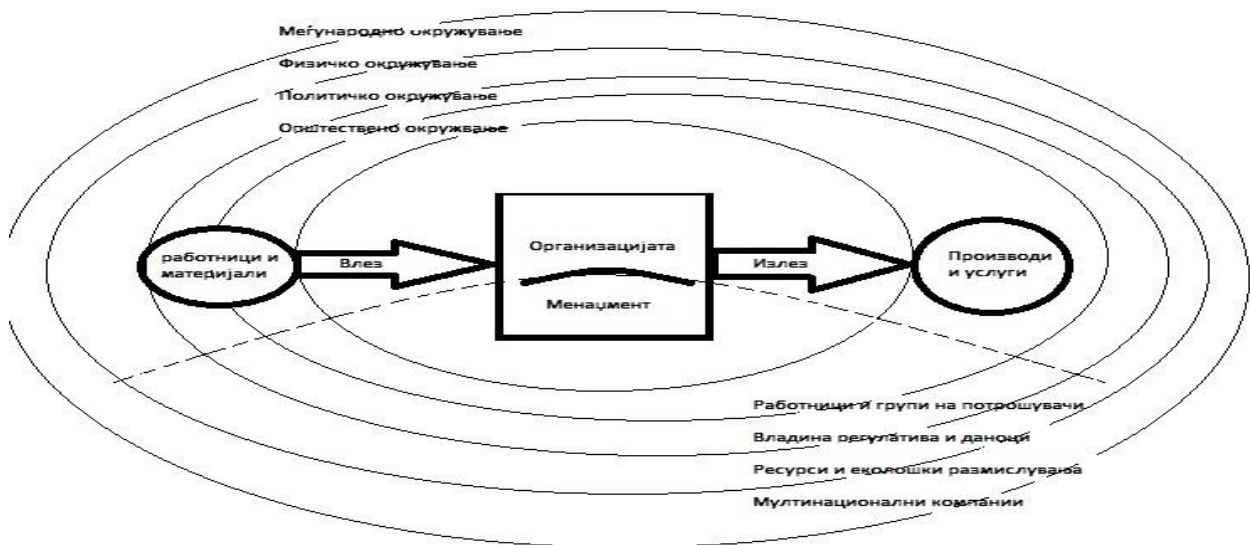 Меѓународно окружување
Физичко окружување
Политичко окружување
Општествено окружвање
работници и
материјали
Влез
Организацијата
Менаџмент
Излез
Производи
и услуги
Работници и групи на потрошувачи
Владина регулатива и даноци
Ресурси и еколошки размислувања
Мултинационални компании